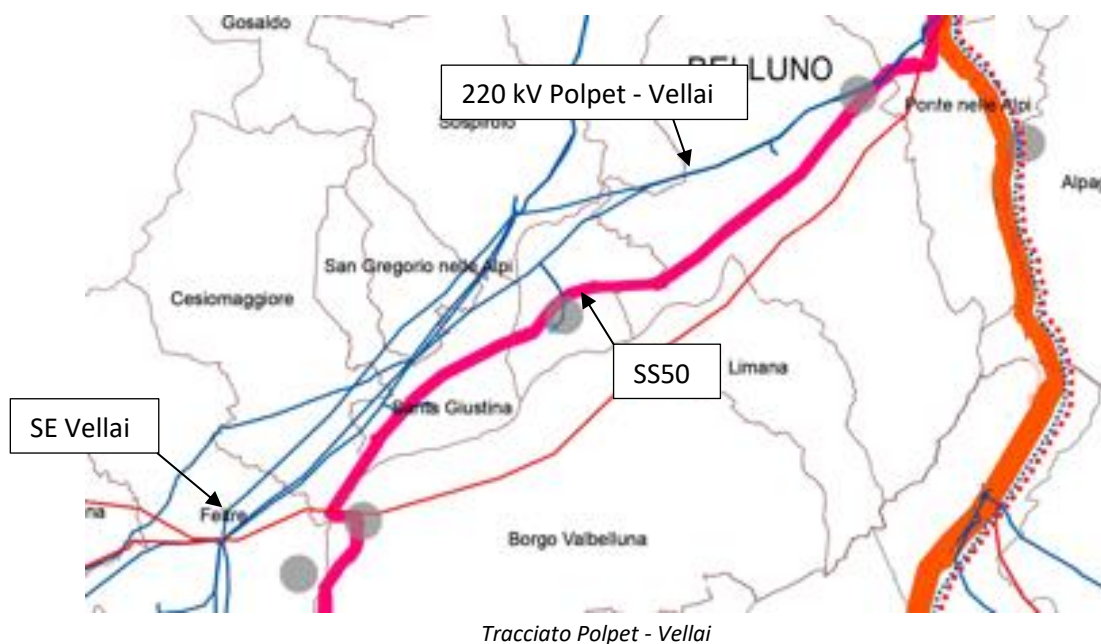 Gosaldo
BELLUNO
220 kV Polpet - Vellai
Ponte nelle Alpi
Sospirolo
Alpag
San Gregorio nelle Alpi
Cesiomaggiore
SS50
Limana
Santa Giustina
SE Vellai
na
Feltre
Borgo Valbelluna
Tracciato Polpet - Vellai